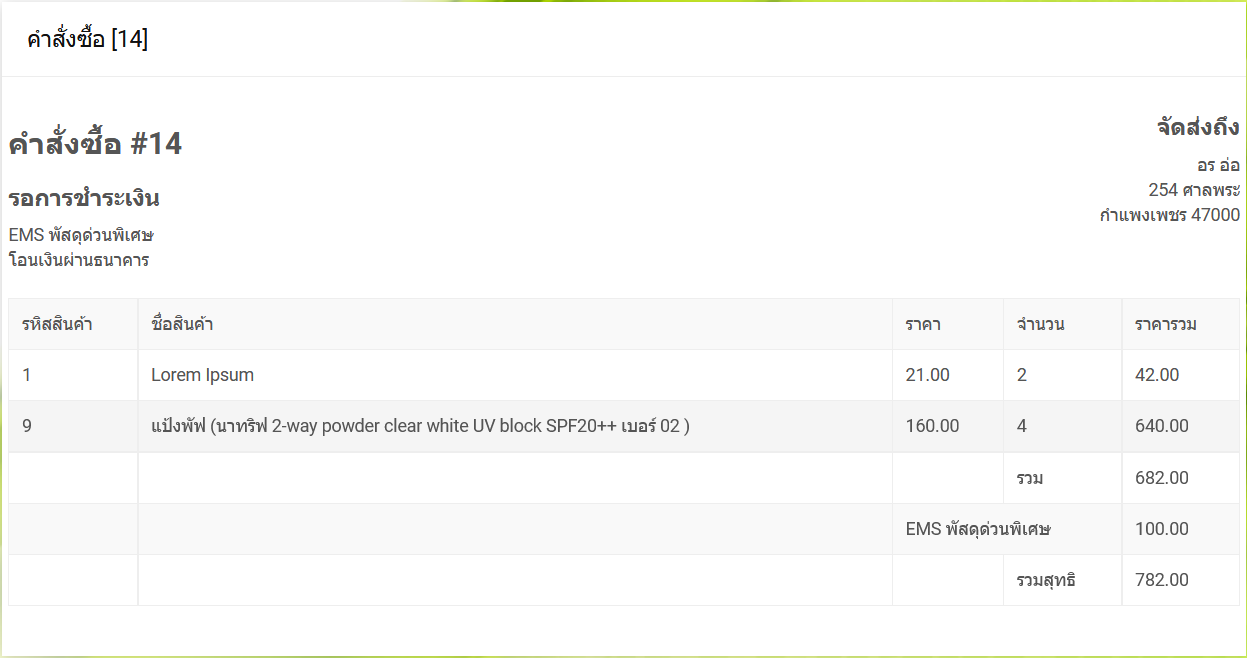 คำสั่งซื้อ [14]
คำสั่งซื้อ #14
รอการชำระเงิน
EMS พัสดุด่วนพิเศษ
โอนเงินผ่านธนาคาร
จัดส่งถึง
อร อ่อ
254 ศาลพระ
กำแพงเพชร 47000
รหิสสินค้า ชื่อสินค้า ราคา จำนวน ราคารวม
1 Lorem Ipsum 21.00 2 42.00
9 แป้งพัฟ (นาทริฟ 2-way powder clear white UV block SPF20++ เบอร์ 02 ) 160.00 4 640.00
รวม 682.00
EMS พัสดุด่วนพิเศษ 100.00
รวมสุทธิ 782.00